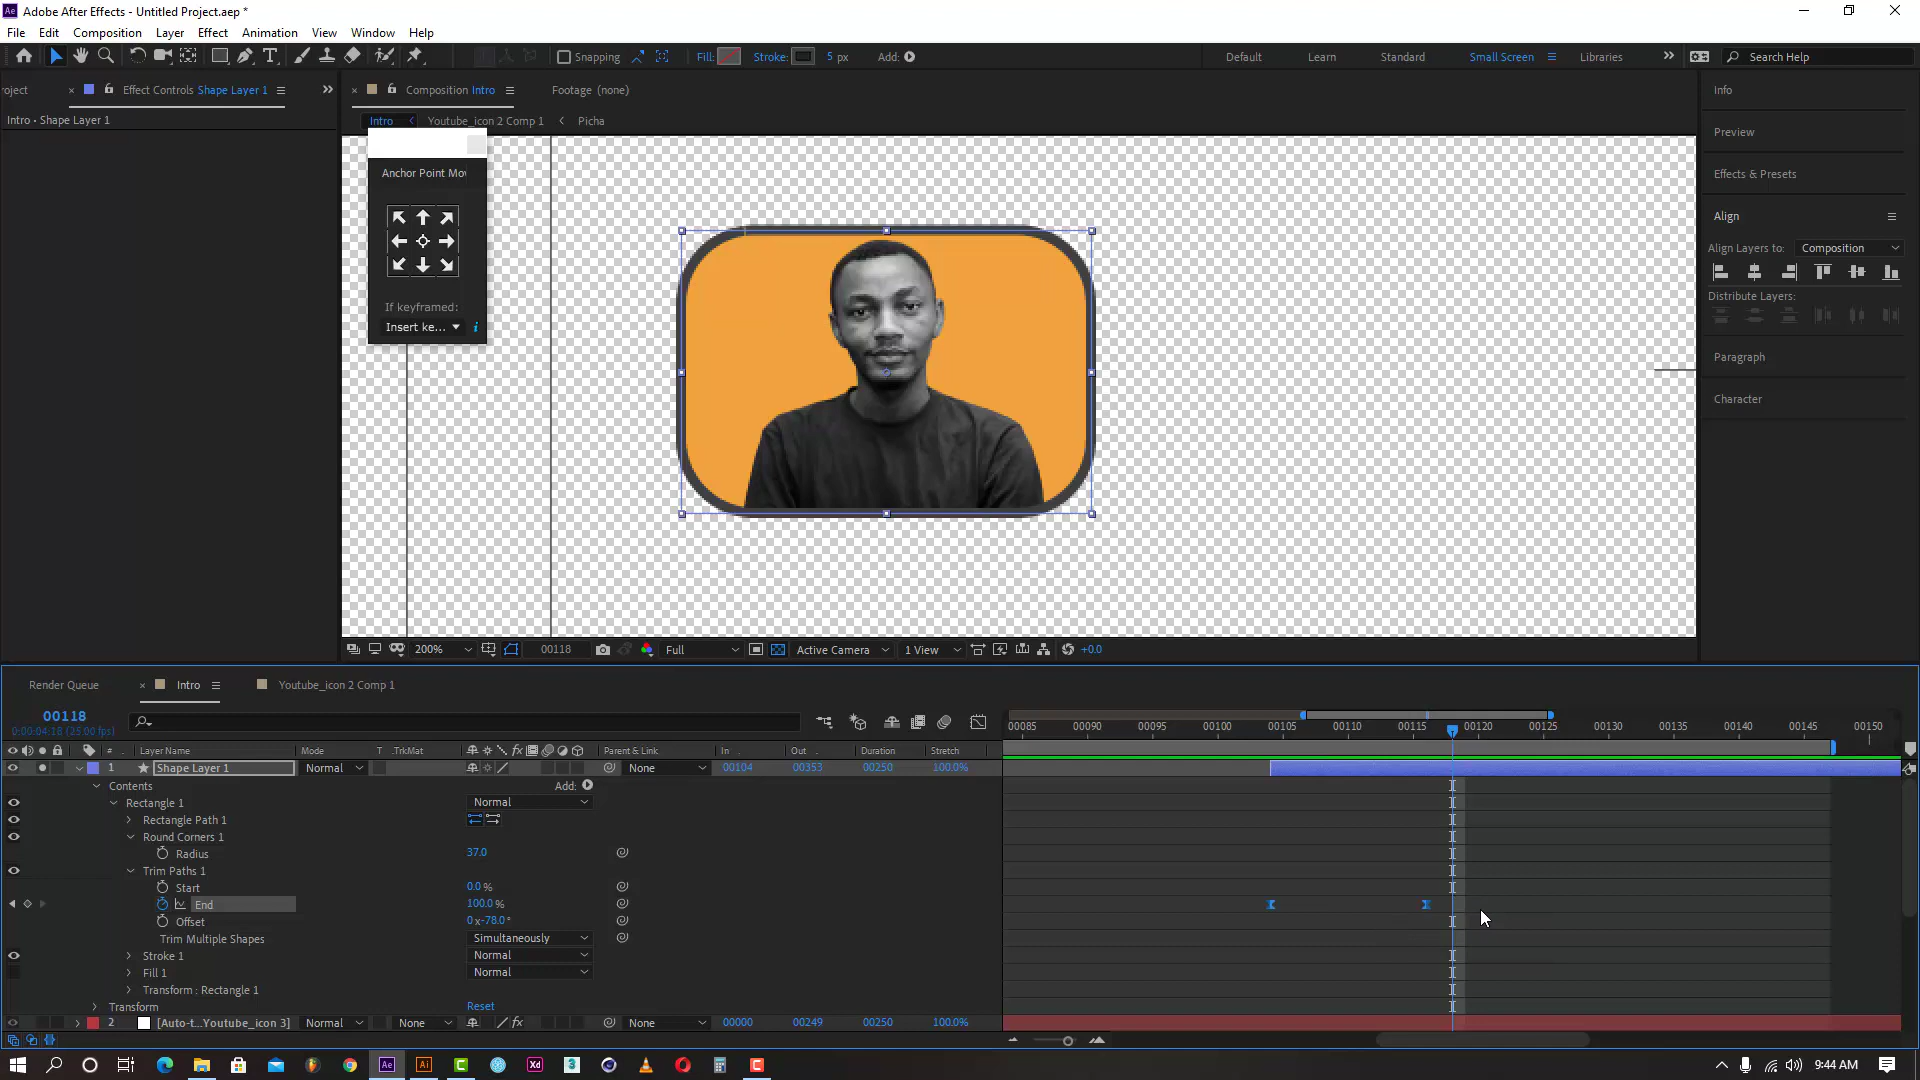 Adobe After Effects - Untitled Project.aep *
File Edit Composition Layer Effect Animation View Window Help
Snapping Fill: Stroke: 5 px Add: Default Learn Standard Small Screen Libraries Search Help
roject Effect Controls Shape Layer 1
Composition Intro Footage (none)
Intro • Shape Layer 1
Intro Youtube_icon 2 Comp 1 Picha
Anchor Point Mov
If keyframed:
Insert ke...
Info
Preview
Effects & Presets
Align
Align Layers to: Composition
Distribute Layers:
Paragraph
Character
200% 00118 Full Active Camera 1 View +0.0
Render Queue Intro Youtube_icon 2 Comp 1
00118
0:00:04:18 (25.00 fps)
00085 00090 00095 00100 00105 00110 00115 00120 00125 00130 00135 00140 00145 00150
# Layer Name Mode T .TrkMat Parent & Link In Out Duration Stretch
1 Shape Layer 1 Normal None 00104 00353 00250 100.0%
Contents Add:
Rectangle 1 Normal
Rectangle Path 1
Round Corners 1
Radius 37.0
Trim Paths 1
Start 0.0 %
End 100.0 %
Offset 0 x-78.0°
Trim Multiple Shapes Simultaneously
Stroke 1 Normal
Fill 1 Normal
Transform : Rectangle 1
Transform Reset
2 [Auto-t...Youtube_icon 3] Normal None None 00000 00249 00250 100.0%
9:44 AM